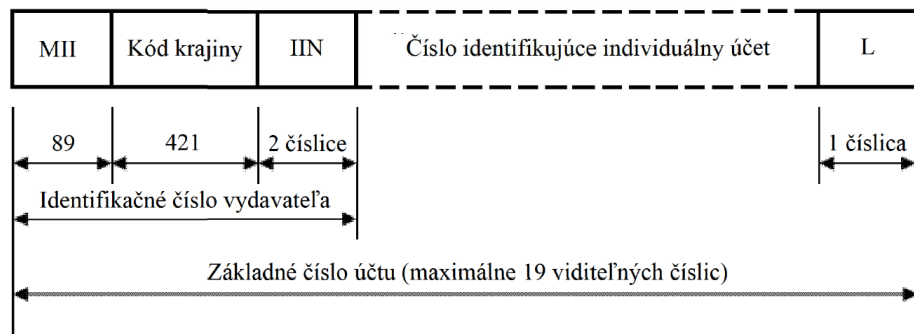 MII Kód krajiny IIN Číslo identifikujúce individuálny účet L
89 421 2 číslice 1 číslica
Identifikačné číslo vydavateľa
Základné číslo účtu (maximálne 19 viditeľných číslic)